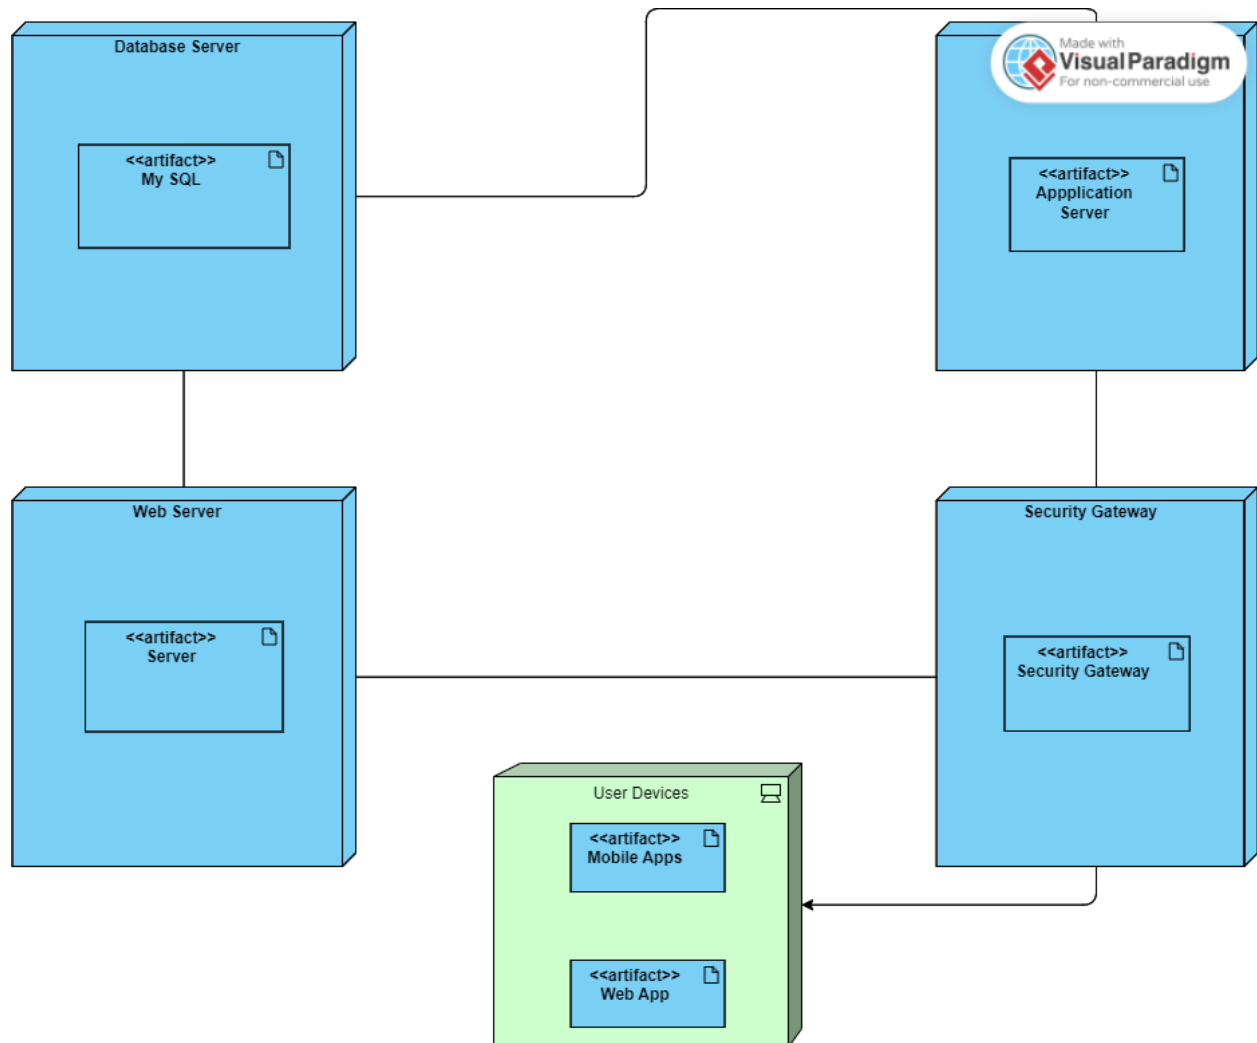 Database Server
Made with
Visual Paradigm
For non-commercial use
<<artifact>>
My SQL
<<artifact>>
Appplication
Server
Web Server
Security Gateway
<<artifact>>
Server
<<artifact>>
Security Gateway
User Devices
<<artifact>>
Mobile Apps
<<artifact>>
Web App